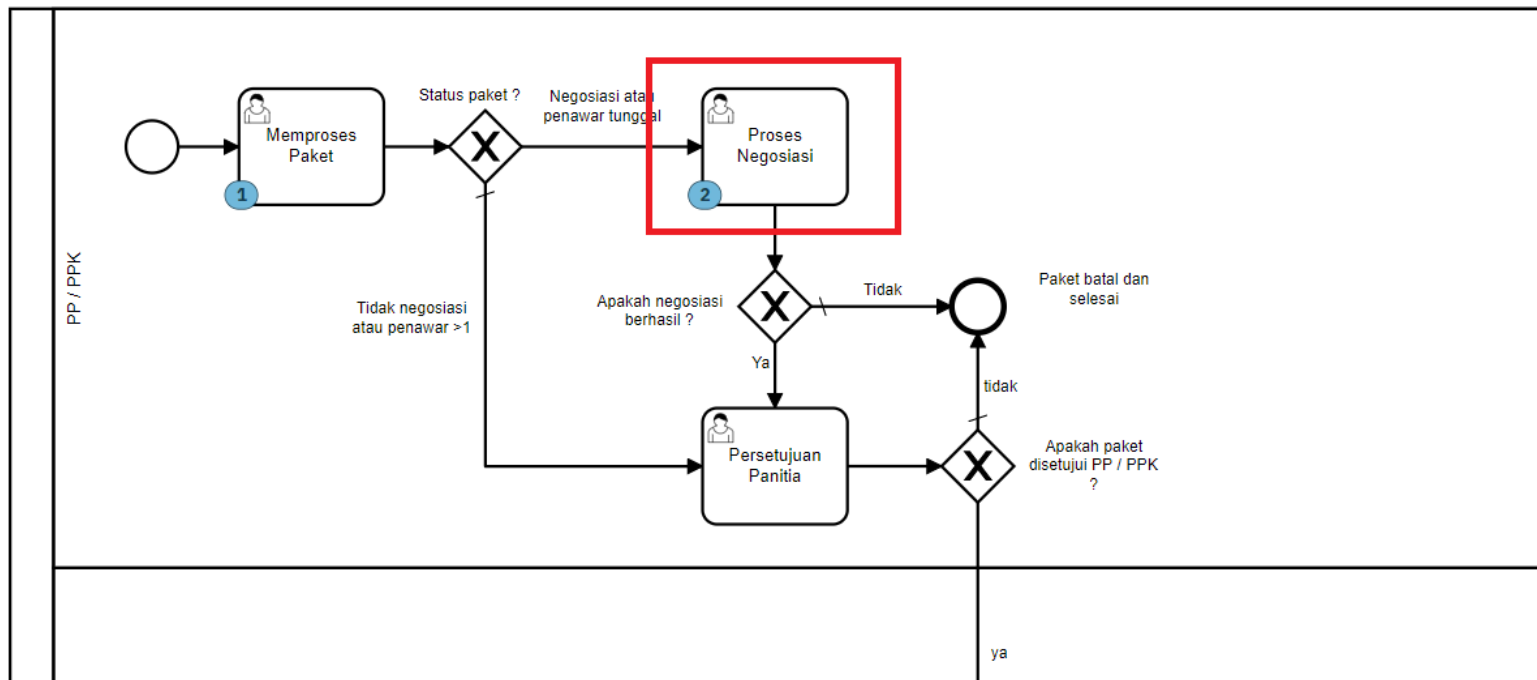 PP / PPK
Memproses
Paket
1
Status paket ?
Negosiasi atau
penawar tunggal
Proses
Negosiasi
2
Tidak negosiasi
atau penawar >1
Apakah negosiasi
berhasil ?
Tidak
Paket batal dan
selesai
Ya
Persetujuan
Panitia
tidak
Apakah paket
disetujui PP / PPK
?
ya